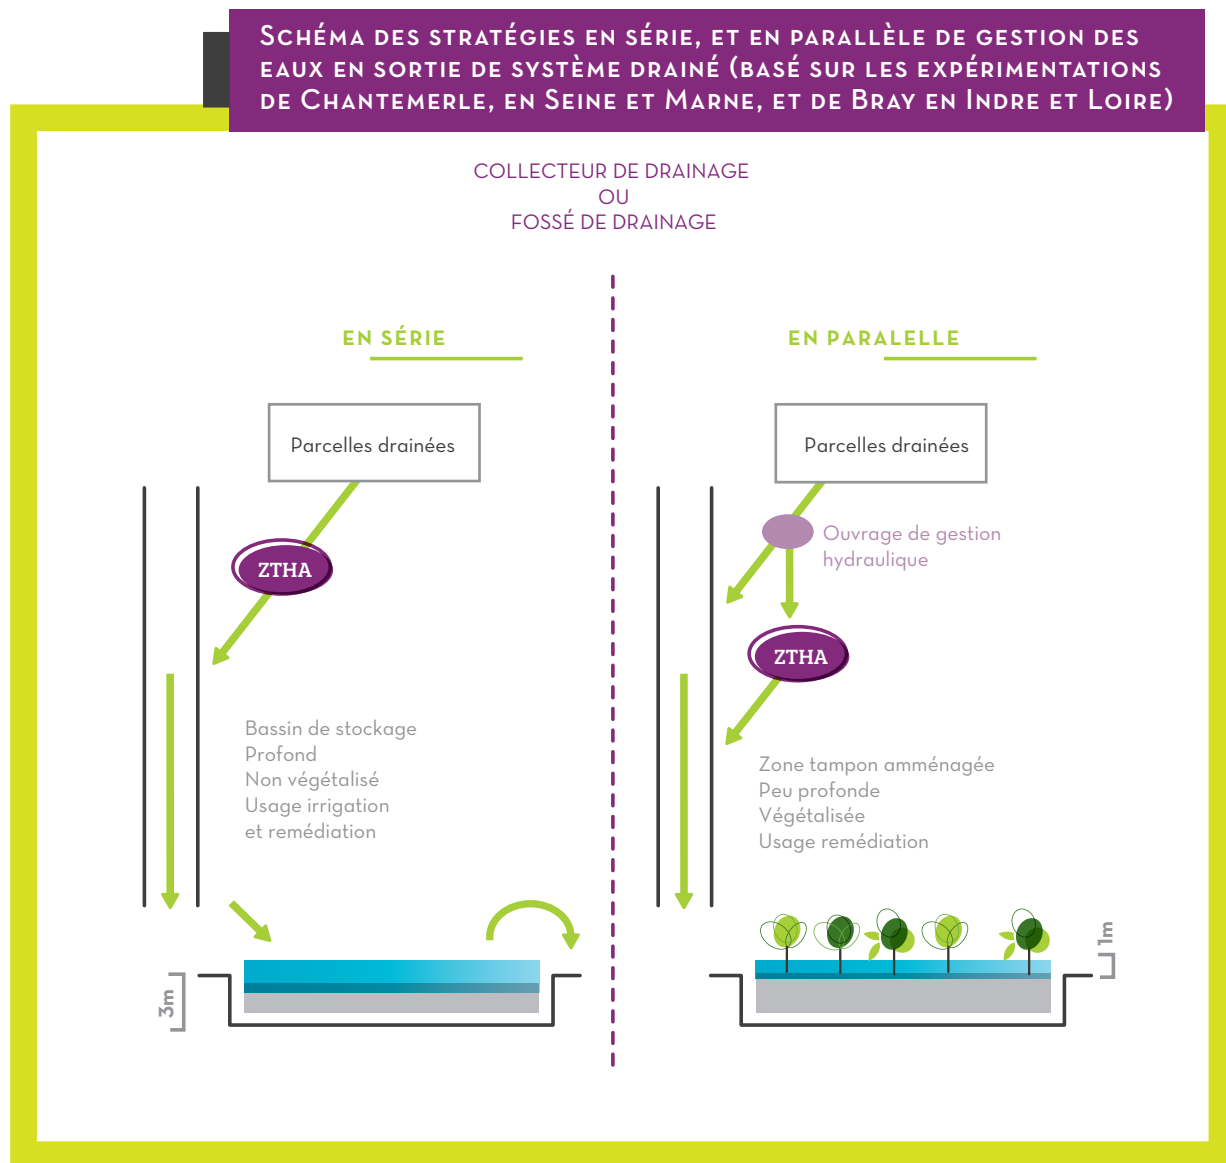 Schéma des stratégies en série, et en parallèle de gestion des
eaux en sortie de système drainé (basé sur les expérimentations
de Chantemerle, en Seine et Marne, et de Bray en Indre et Loire)
COLLECTEUR DE DRAINAGE
OU
FOSSÉ DE DRAINAGE
EN SÉRIE
Parcelles drainées
ZTHA
Bassin de stockage
Profond
Non végétalisé
Usage irrigation
et remédiation
3m
EN PARALELLE
Parcelles drainées
Ouvrage de gestion
hydraulique
ZTHA
Zone tampon amménagée
Peu profonde
Végétalisée
Usage remédiation
1m